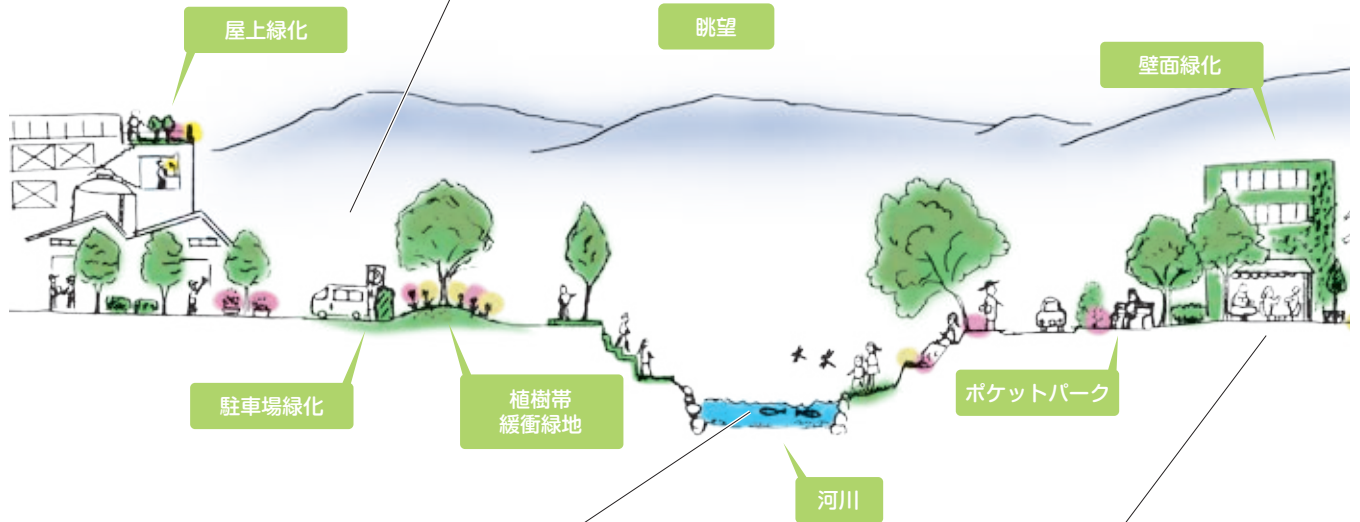 屋上緑化
眺望
壁面緑化
駐車場緑化
植樹帯
緩衝緑地
ポケットパーク
河川